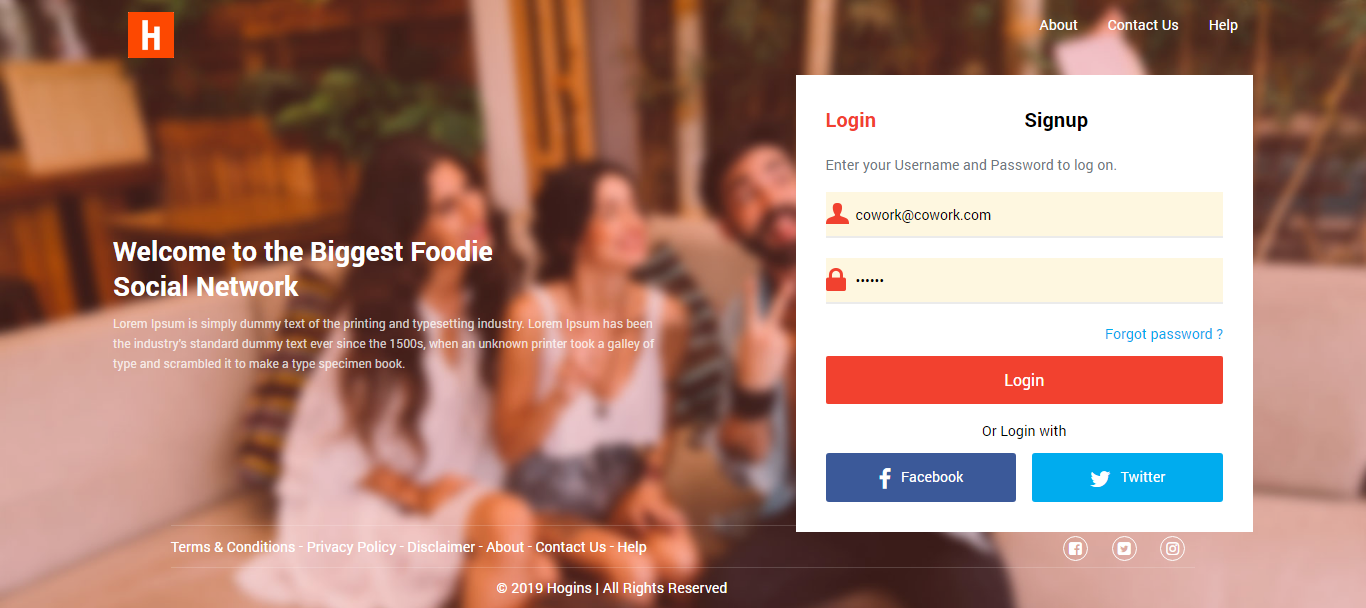 h
About Contact Us Help
Login Signup
Enter your Username and Password to log on.
cowork@cowork.com
••••••
Forgot password ?
Login
Or Login with
Facebook Twitter
Welcome to the Biggest Foodie
Social Network
Lorem Ipsum is simply dummy text of the printing and typesetting industry. Lorem Ipsum has been
the industry's standard dummy text ever since the 1500s, when an unknown printer took a galley of
type and scrambled it to make a type specimen book.
Terms & Conditions - Privacy Policy - Disclaimer - About - Contact Us - Help
© 2019 Hogins | All Rights Reserved